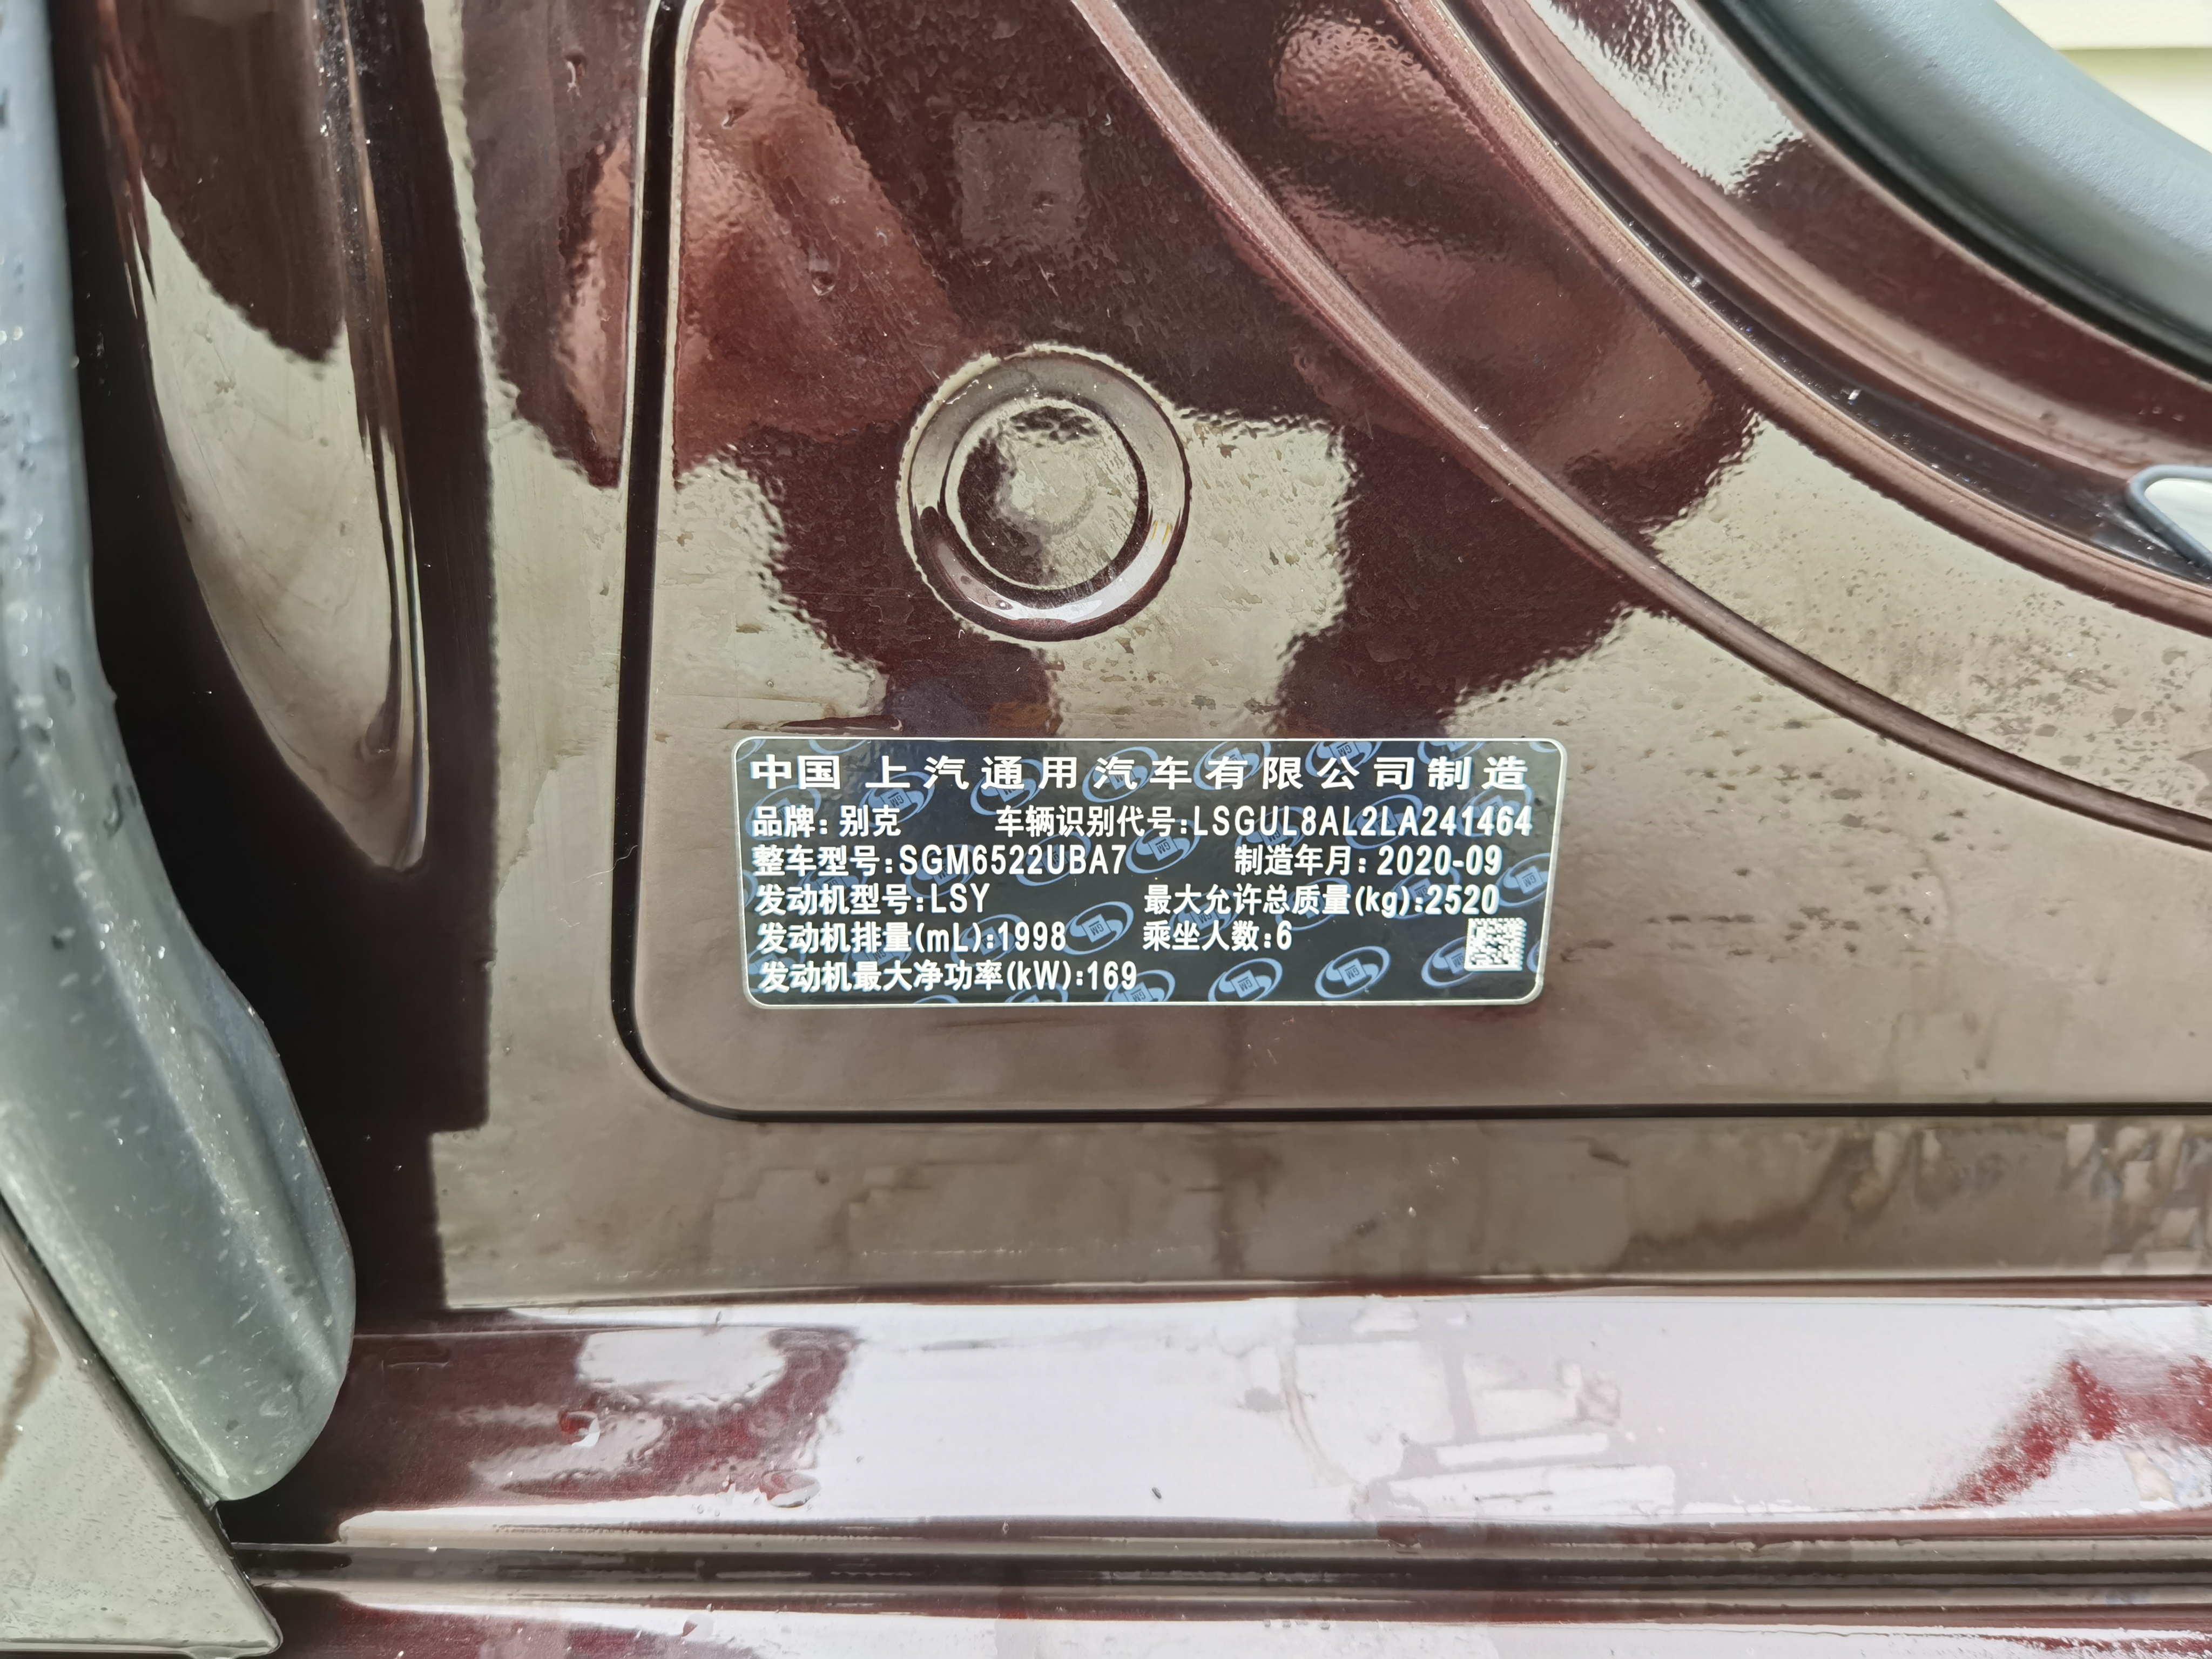 中国 上汽通用汽车有限公司制造
品牌: 别克 车辆识别代号:LSGUL8AL2LA241464
整车型号:SGM6522UBA7 制造年月: 2020-09
发动机型号:LSY 最大允许总质量(kg):2520
发动机排量(mL):1998 乘坐人数:6
发动机最大净功率(kW):169